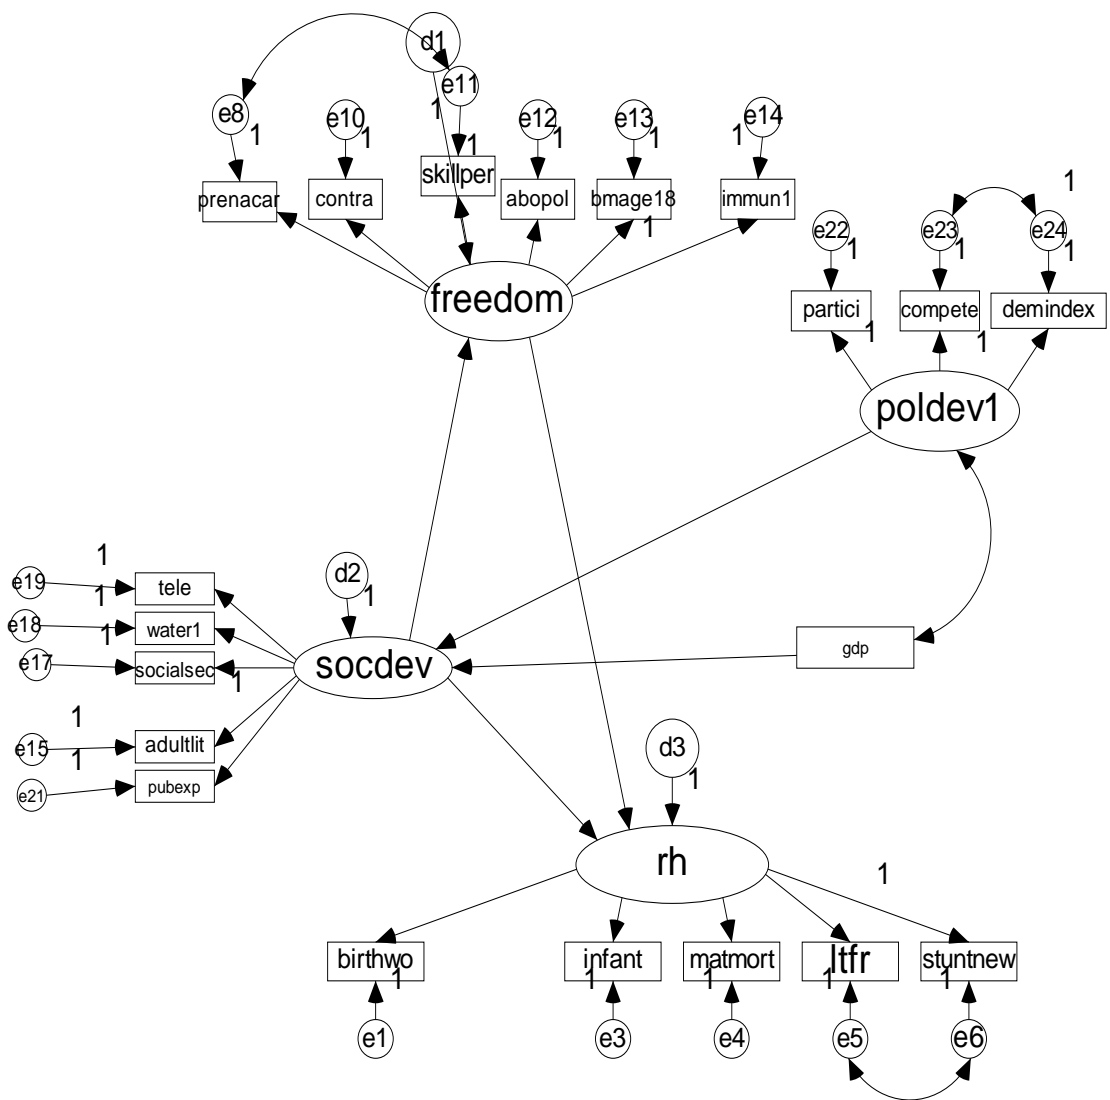 d1
e8
1
e10
1
1
e11
1
e12
1
e13
1
1
e14
prenacar
contra
skillper
abopol
bmage18
immun1
1
1
e22
1
e23
1
e24
1
freedom
partici
compete
demindex
1
1
poldev1
1
e19
tele
1
d2
1
e18
water1
1
e17
socialsec
socdev
gdp
1
1
e15
adultlit
d3
1
1
e21
pubexp
rh
1
birthwo
infant
matmort
ltfr
stuntnew
1
1
1
1
1
e1
e3
e4
e5
e6